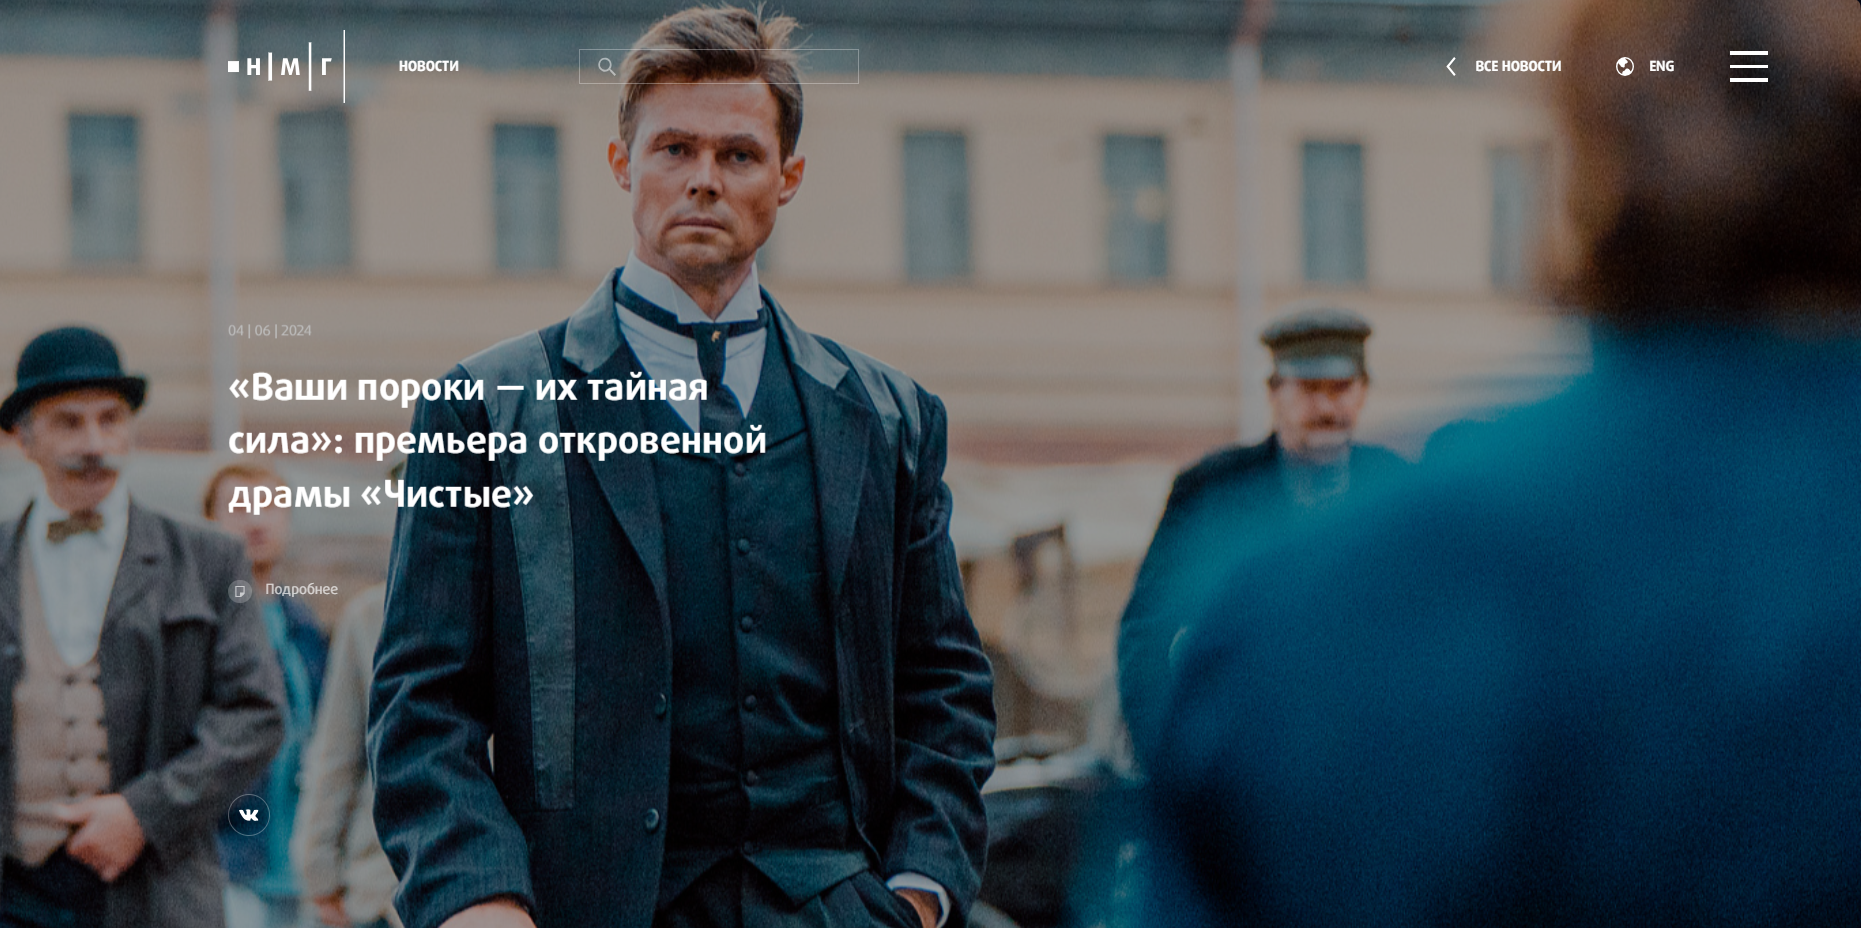 Н|М|Г
НОВОСТИ
ВСЕ НОВОСТИ
ENG
04 | 06 | 2024
«Ваши пороки — их тайная
сила»: премьера откровенной
драмы «Чистые»
Подробнее